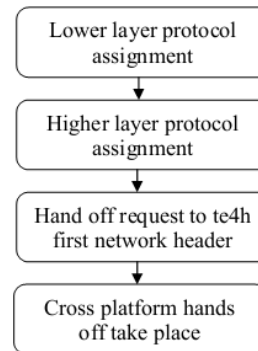 Lower layer protocol
assignment
Higher layer protocol
assignment
Hand off request to te4h
first network header
Cross platform hands
off take place